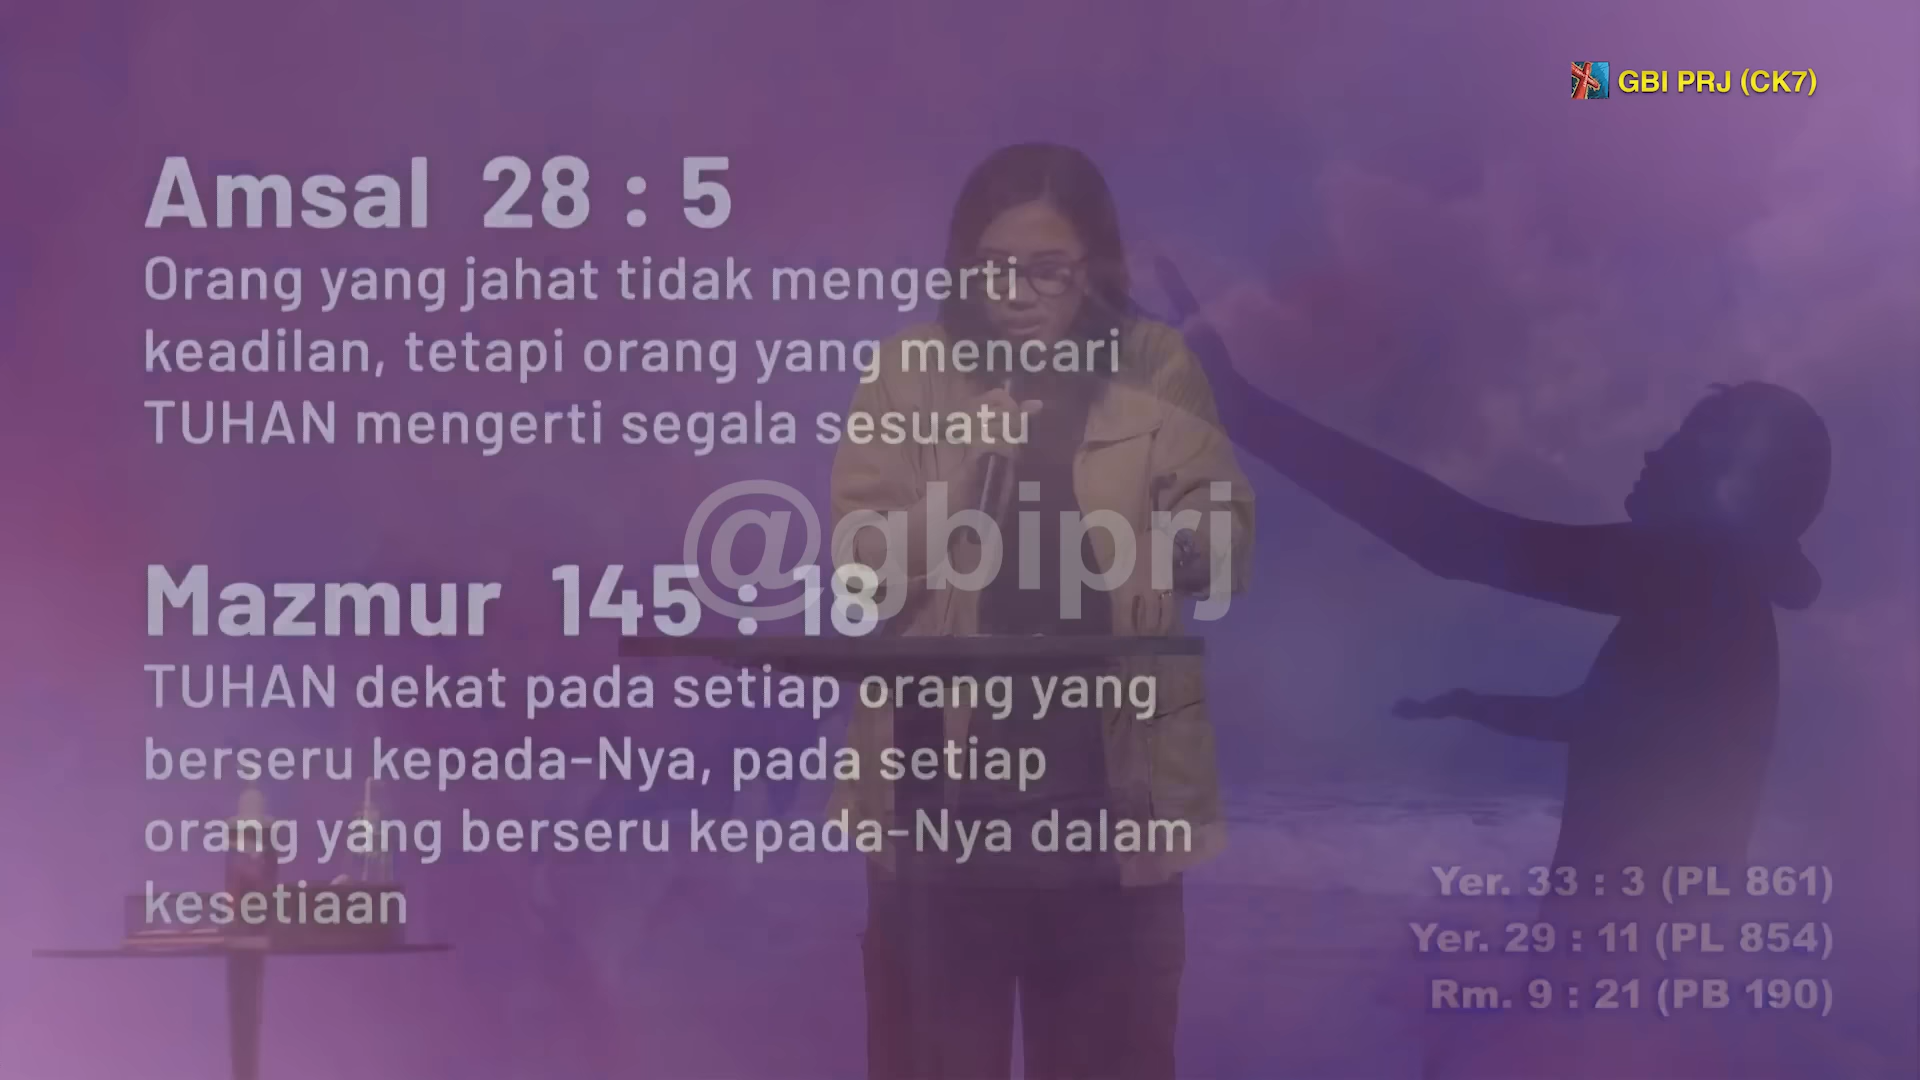 GBI PRJ (CK7)
Amsal 28 : 5
Orang yang jahat tidak mengerti
keadilan, tetapi orang yang mencari
TUHAN mengerti segala sesuatu
@gbiprj
Mazmur 145 : 18
TUHAN dekat pada setiap orang yang
berseru kepada-Nya, pada setiap
orang yang berseru kepada-Nya dalam
kesetiaan
Yer. 33 : 3 (PL 861)
Yer. 29 : 11 (PL 854)
Rm. 9 : 21 (PB 190)